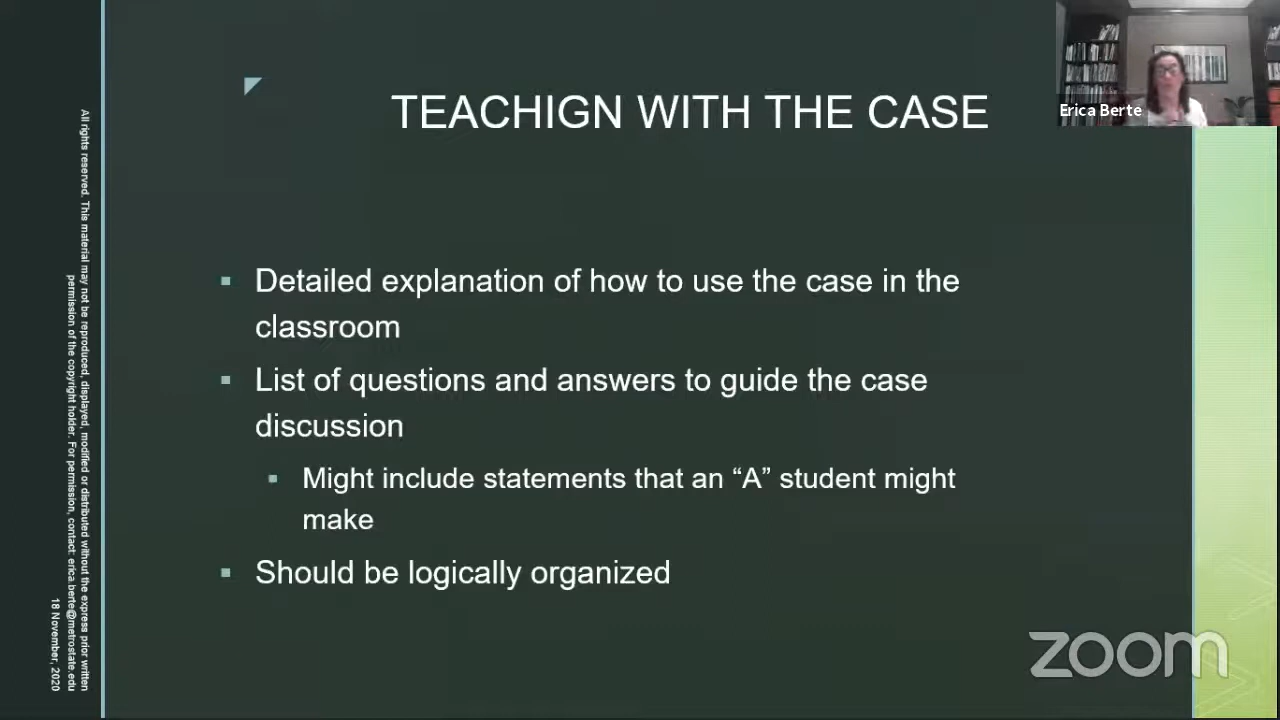 TEACHIGN WITH THE CASE
Erica Berte
Detailed explanation of how to use the case in the
classroom
List of questions and answers to guide the case
discussion
Might include statements that an “A” student might
make
Should be logically organized
All rights reserved. This material may not be reproduced, displayed, modified or distributed without the express prior written
permission of the copyright holder. For permission, contact: erica.berte@metrostate.edu
18 November, 2020
zoom